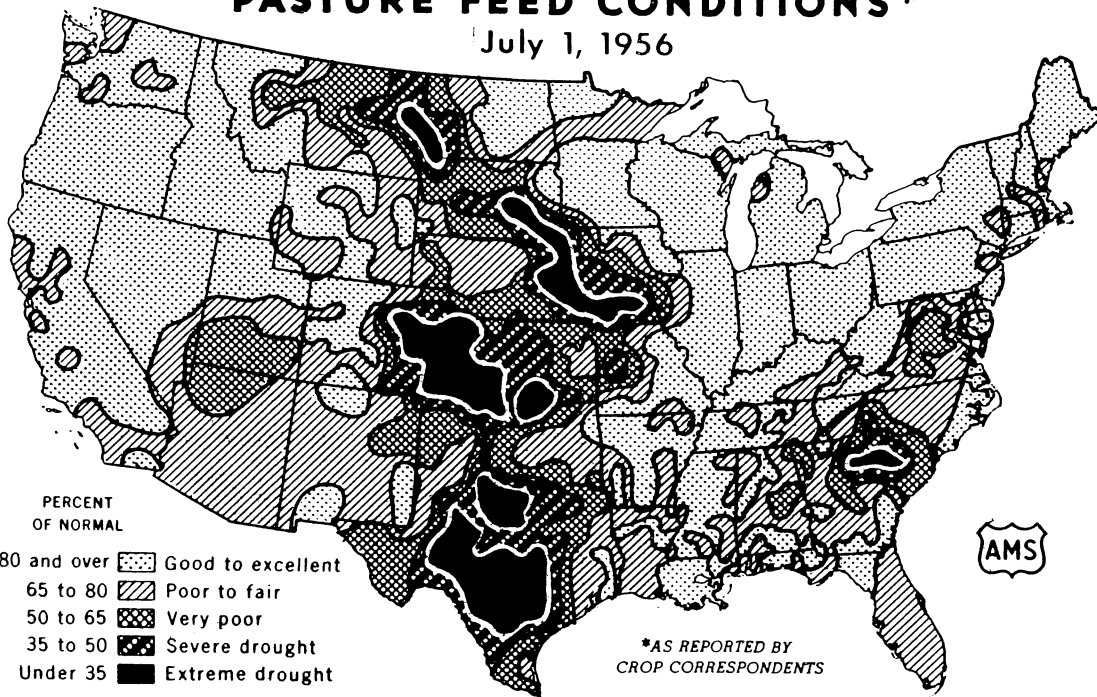 PASTURE FEED CONDITIONS*
July 1, 1956
PERCENT
OF NORMAL
80 and over Good to excellent
65 to 80 Poor to fair
50 to 65 Very poor
35 to 50 Severe drought
Under 35 Extreme drought
*AS REPORTED BY
CROP CORRESPONDENTS
AMS